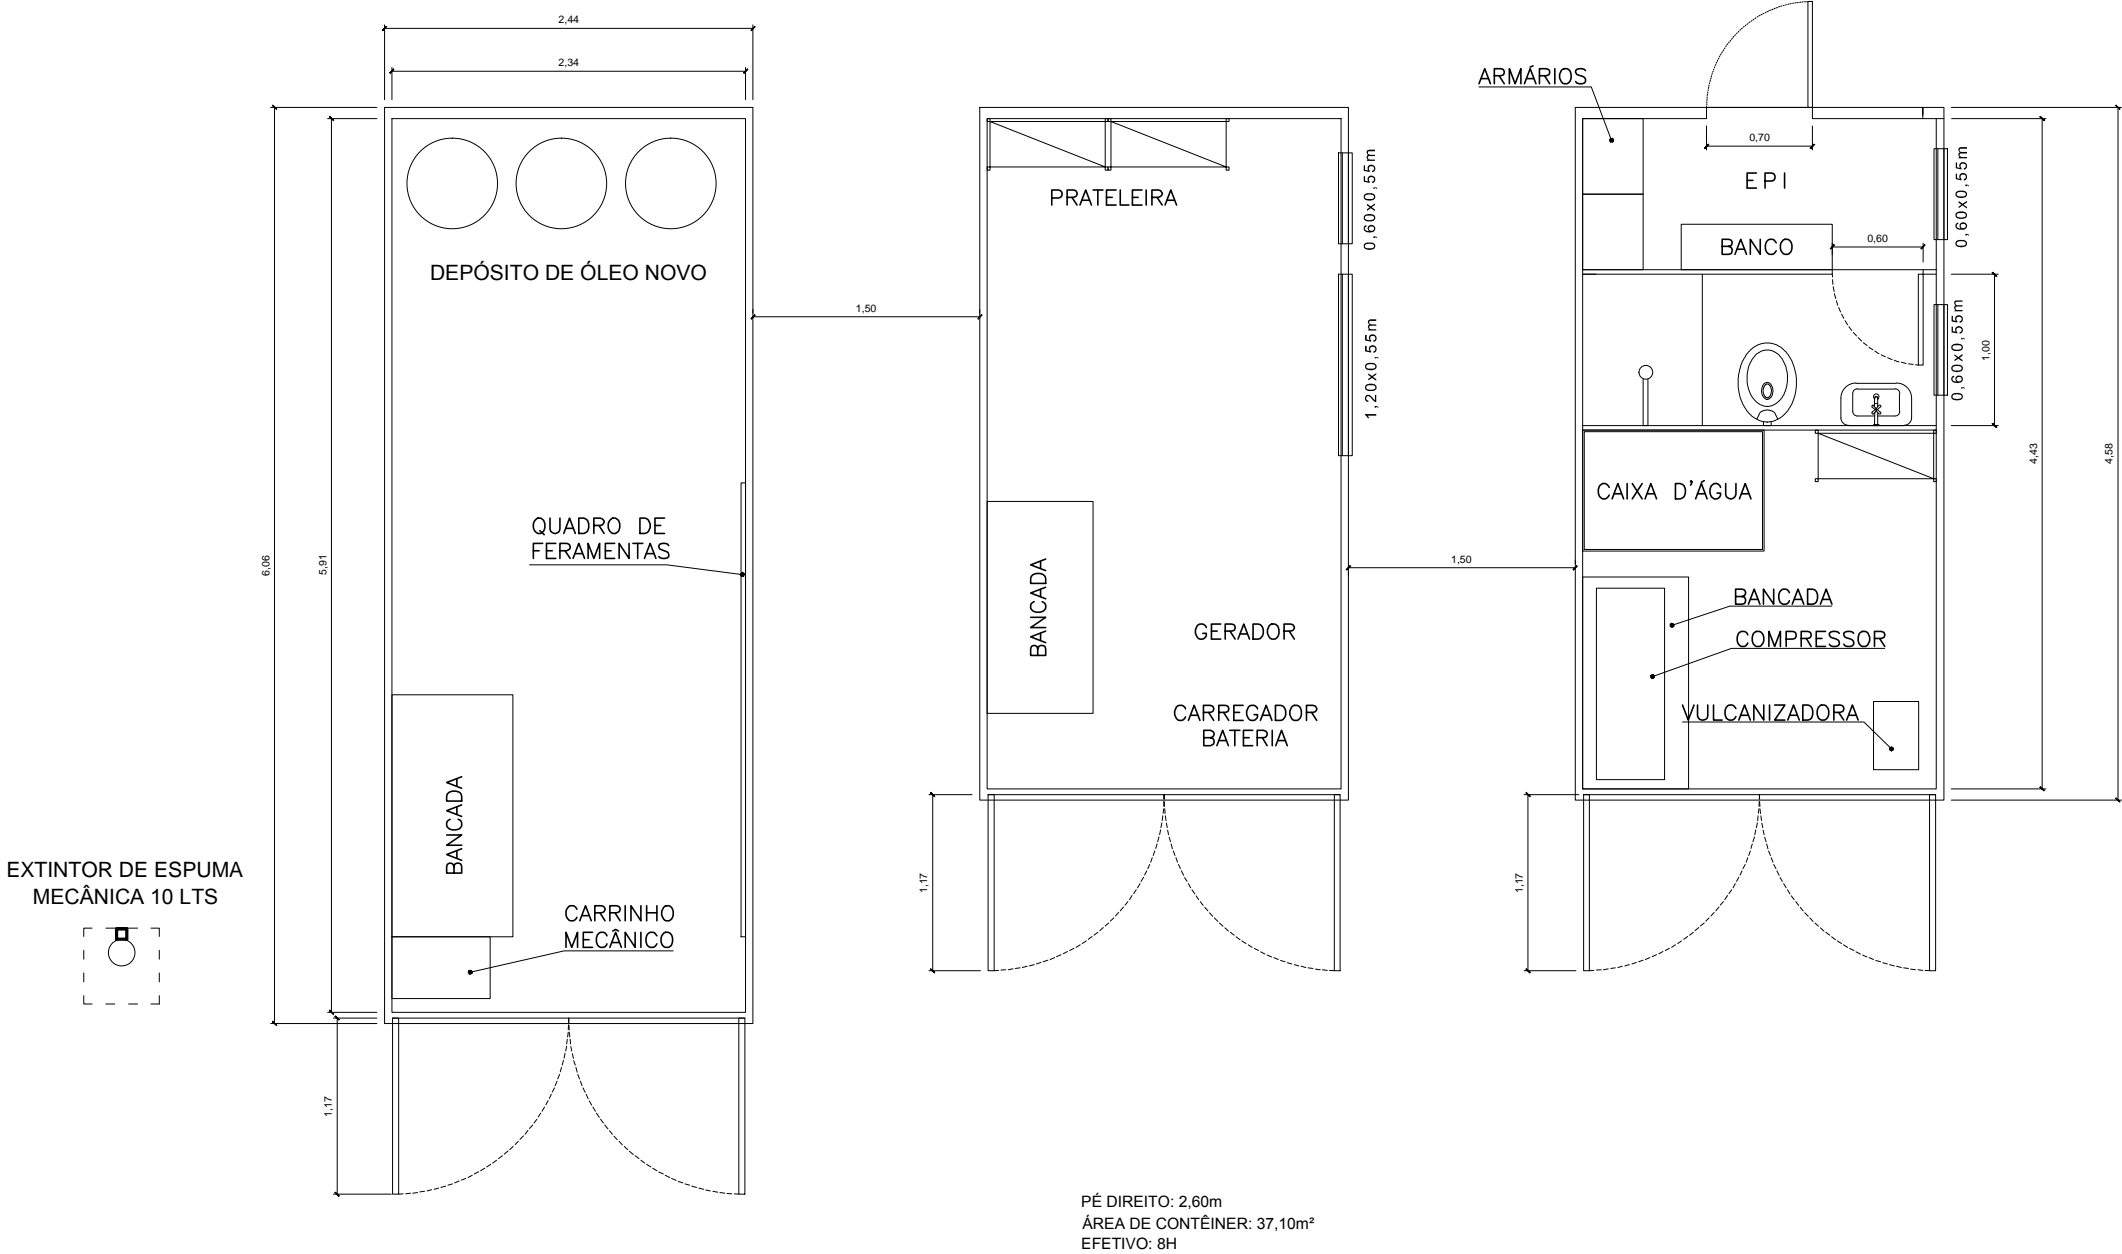 2,44
2,34
6,06
5,91
DEPÓSITO DE ÓLEO NOVO
QUADRO DE
FERAMENTAS
BANCADA
CARRINHO
MECÂNICO
EXTINTOR DE ESPUMA
MECÂNICA 10 LTS
1,17
1,50
PRATELEIRA
0,60x0,55m
1,20x0,55m
BANCADA
GERADOR
CARREGADOR
BATERIA
1,17
1,50
ARMÁRIOS
0,70
EPI
BANCO
0,60
0,60x0,55m
0,60x0,55m
1,00
CAIXA D'ÁGUA
BANCADA
COMPRESSOR
VULCANIZADORA
4,43
4,58
1,17
PÉ DIREITO: 2,60m
ÁREA DE CONTÊINER: 37,10m²
EFETIVO: 8H